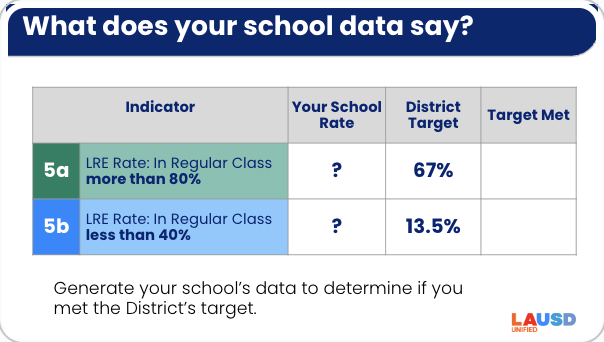 What does your school data say?
Indicator
Your School
Rate
District
Target
Target Met
5a
LRE Rate: In Regular Class
more than 80%
?
67%
5b
LRE Rate: In Regular Class
less than 40%
?
13.5%
Generate your school's data to determine if you
met the District's target.
LAUSD
UNIFIED